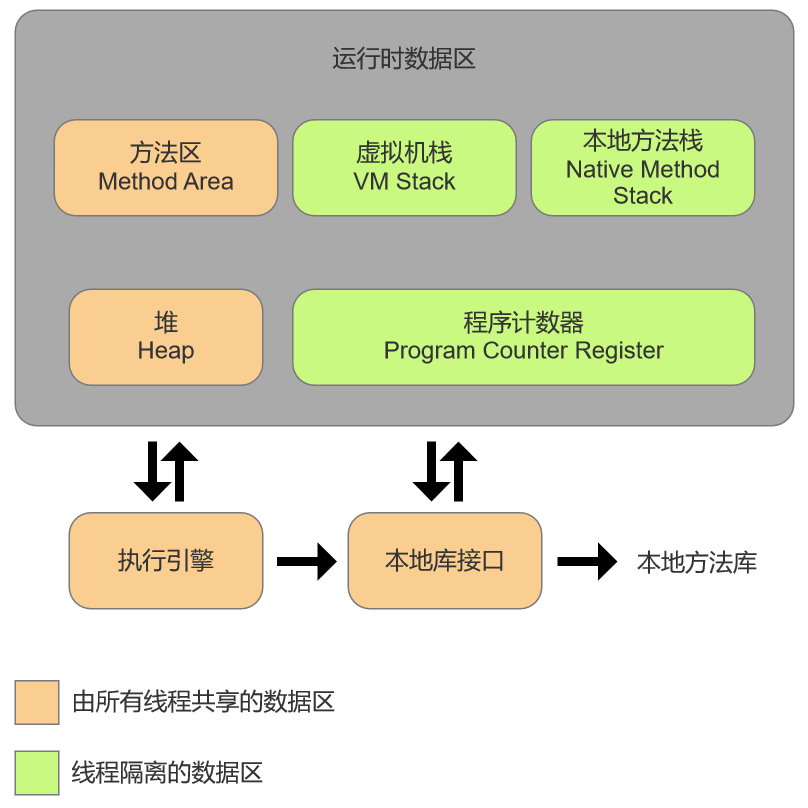 运行时数据区
方法区
Method Area
虚拟机栈
VM Stack
本地方法栈
Native Method
Stack
堆
Heap
程序计数器
Program Counter Register
执行引擎
本地库接口
本地方法库
由所有线程共享的数据区
线程隔离的数据区